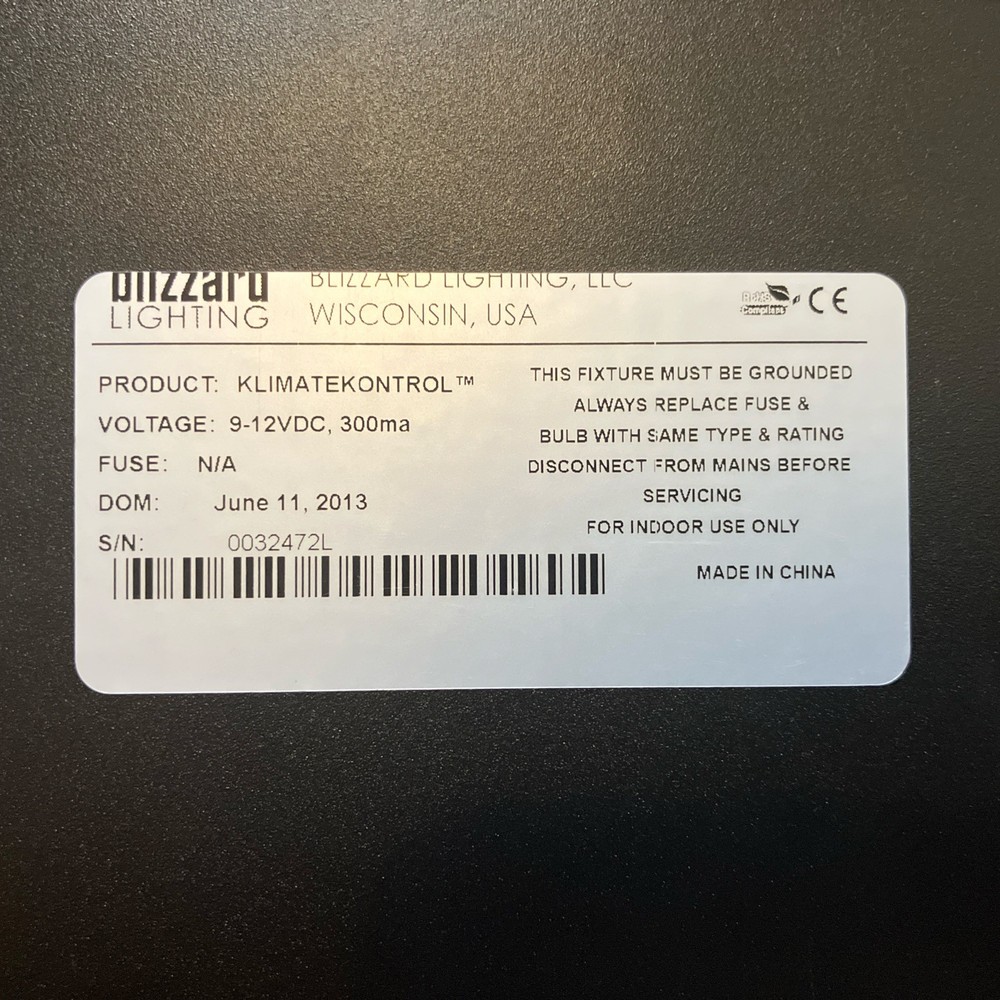 blizzard BLIZZARD LIGHTING, LLC
LIGHTING WISCONSIN, USA
RoHS
Compliant
CE
PRODUCT: KLIMATEKONTROL™
VOLTAGE: 9-12VDC, 300ma
FUSE: N/A
DOM: June 11, 2013
S/N: 0032472L
THIS FIXTURE MUST BE GROUNDED
ALWAYS REPLACE FUSE &
BULB WITH SAME TYPE & RATING
DISCONNECT FROM MAINS BEFORE
SERVICING
FOR INDOOR USE ONLY
MADE IN CHINA